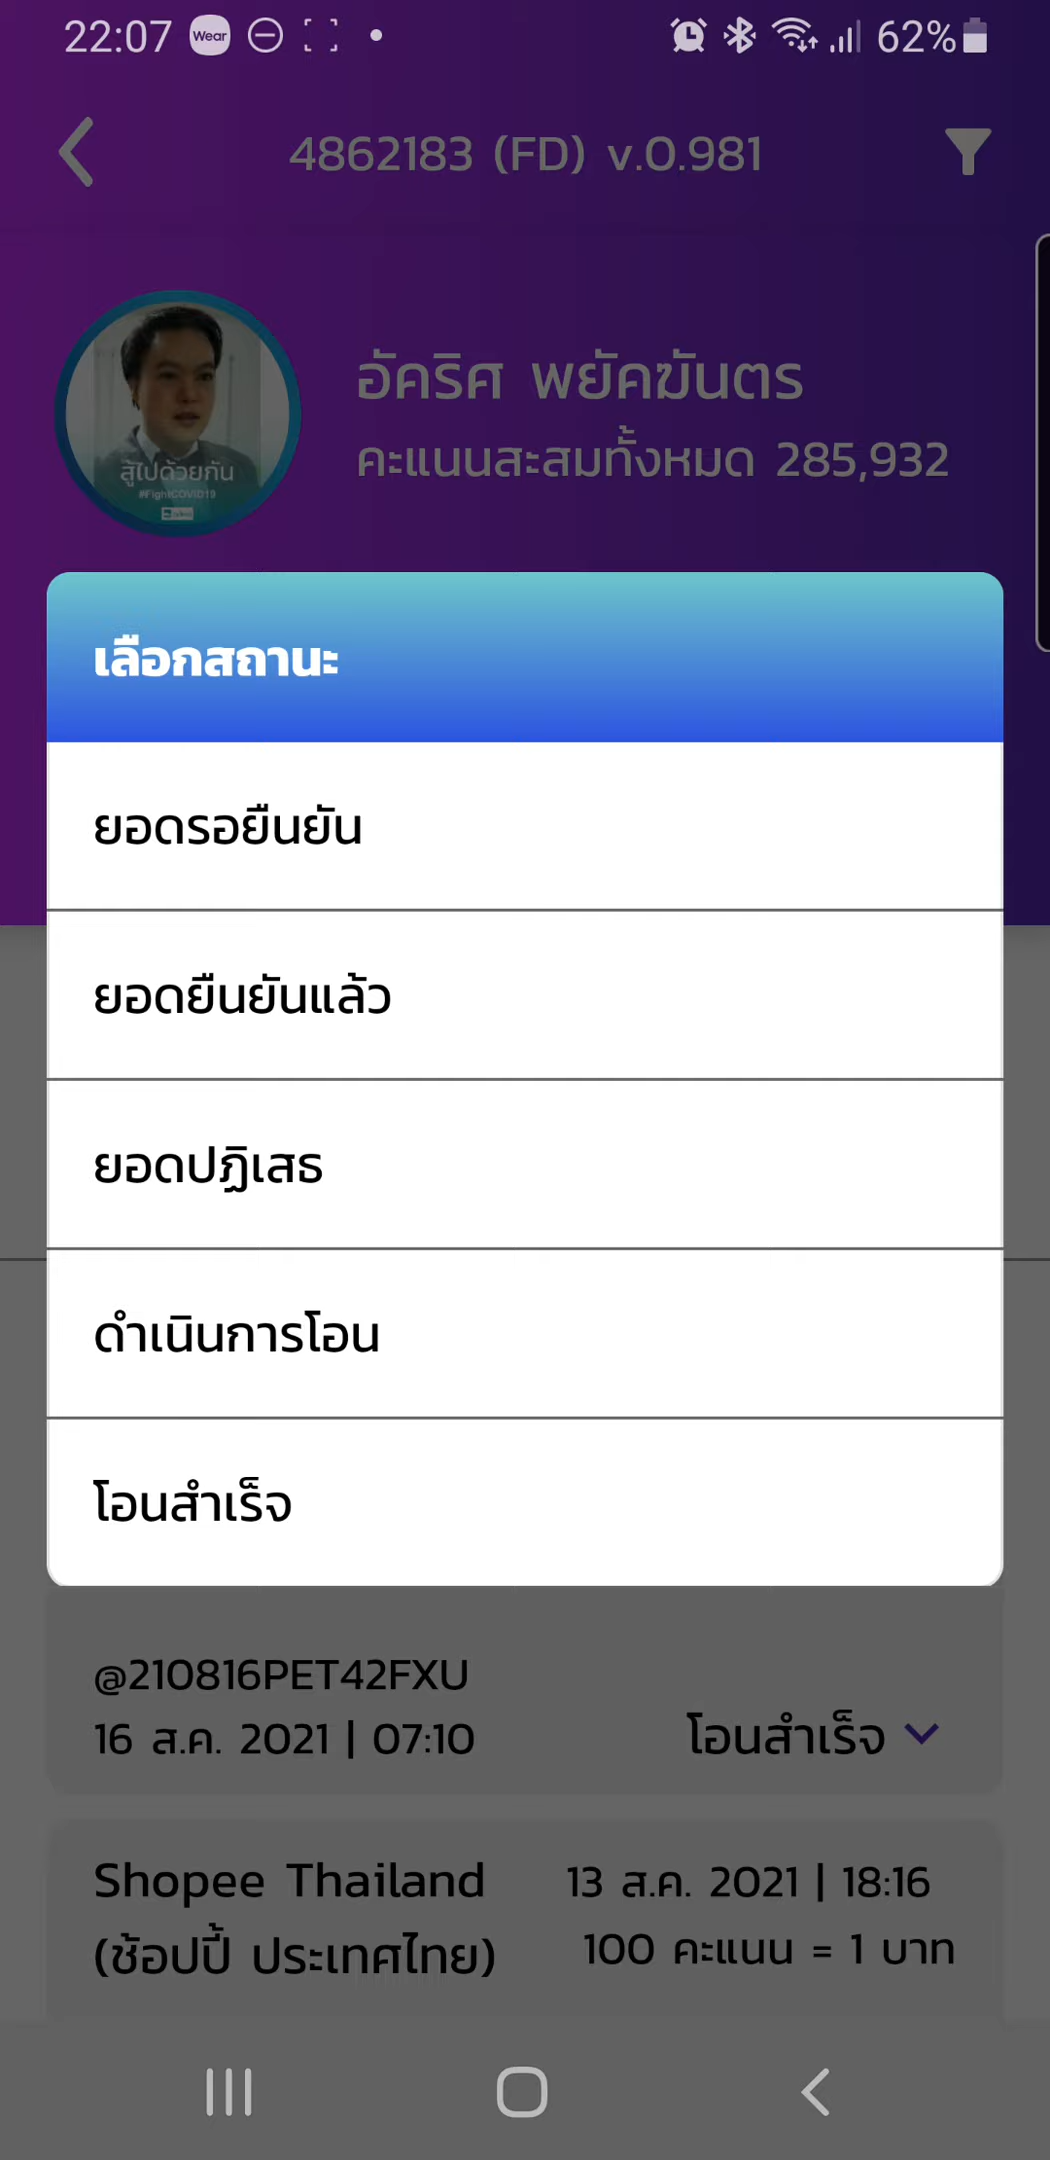 22:07 Wear 62%
4862183 (FD) v.0.981
อัคริศ พยัคฆันตร
คะแนนสะสมทั้งหมด 285,932
สู้ไปด้วยกัน
#FightCOVID19
เลือกสถานะ
ยอดรอยืนยัน
ยอดยืนยันแล้ว
ยอดปฏิเสธ
ดำเนินการโอน
โอนสำเร็จ
@210816PET42FXU
16 ส.ค. 2021 | 07:10 โอนสำเร็จ
Shopee Thailand 13 ส.ค. 2021 | 18:16
(ช้อปปี้ ประเทศไทย) 100 คะแนน = 1 บาท